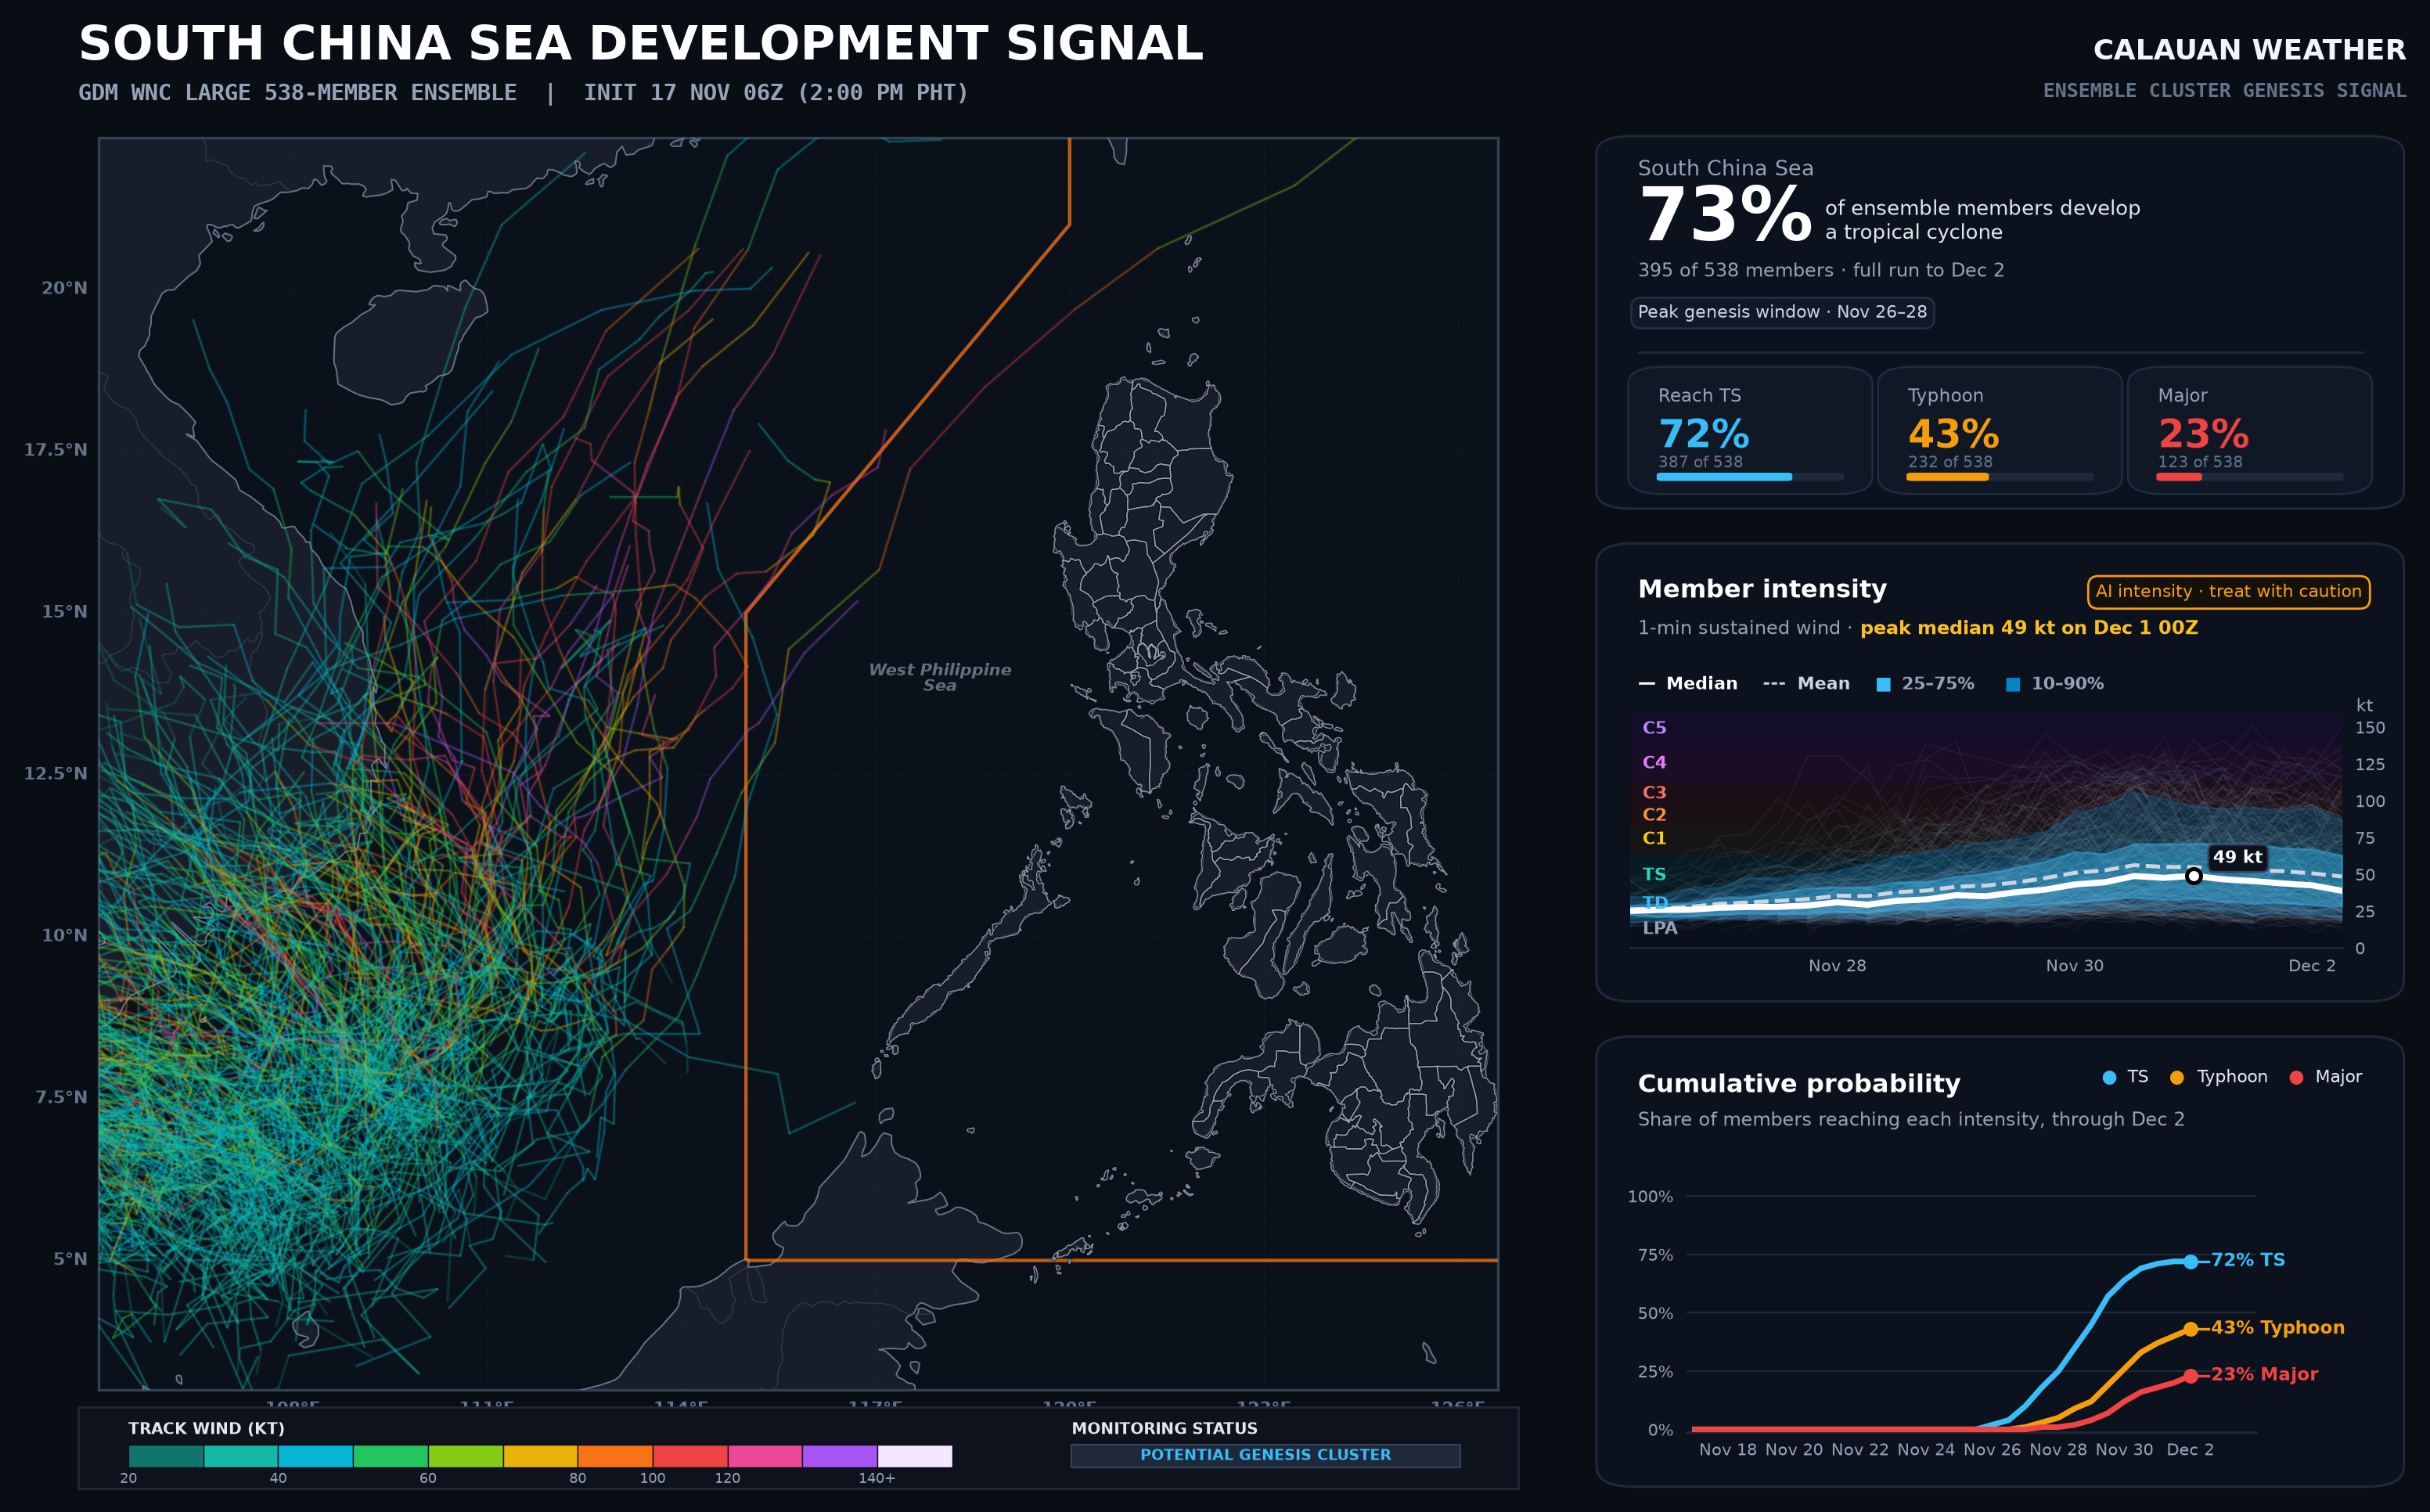 SOUTH CHINA SEA DEVELOPMENT SIGNAL
GDM WNC LARGE 538-MEMBER ENSEMBLE | INIT 17 NOV 06Z (2:00 PM PHT)
CALAUAN WEATHER
ENSEMBLE CLUSTER GENESIS SIGNAL
20°N
17.5°N
15°N
12.5°N
10°N
7.5°N
5°N
West Philippine
Sea
108°E 111°E 114°E 117°E 120°E 123°E 126°E
TRACK WIND (KT)
20 40 60 80 100 120 140+
MONITORING STATUS
POTENTIAL GENESIS CLUSTER
South China Sea
73% of ensemble members develop
a tropical cyclone
395 of 538 members · full run to Dec 2
Peak genesis window · Nov 26–28
Reach TS
72%
387 of 538
Typhoon
43%
232 of 538
Major
23%
123 of 538
Member intensity
AI intensity · treat with caution
1-min sustained wind · peak median 49 kt on Dec 1 00Z
Median Mean 25–75% 10–90%
kt
C5
C4
C3
C2
C1
TS
TD
LPA
49 kt
150
125
100
75
50
25
0
Nov 28 Nov 30 Dec 2
Cumulative probability
TS Typhoon Major
Share of members reaching each intensity, through Dec 2
100%
75%
50%
25%
0%
72% TS
43% Typhoon
23% Major
Nov 18 Nov 20 Nov 22 Nov 24 Nov 26 Nov 28 Nov 30 Dec 2